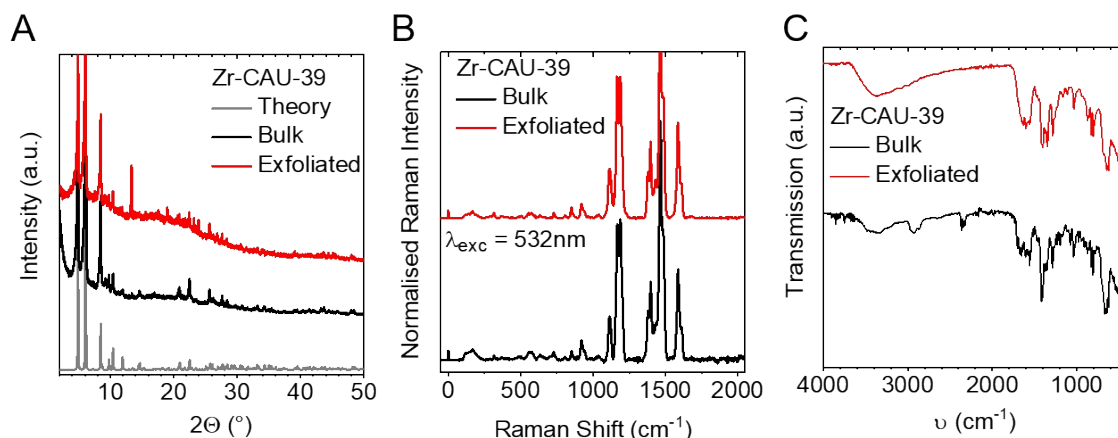 A
Intensity (a.u.)
Zr-CAU-39
Theory
Bulk
Exfoliated
10 20 30 40 50
2Θ (°)
B
Normalised Raman Intensity
Zr-CAU-39
Bulk
Exfoliated
λexc = 532nm
0 500 1000 1500 2000
Raman Shift (cm-1)
C
Transmission (a.u.)
Zr-CAU-39
Bulk
Exfoliated
4000 3000 2000 1000
υ (cm-1)